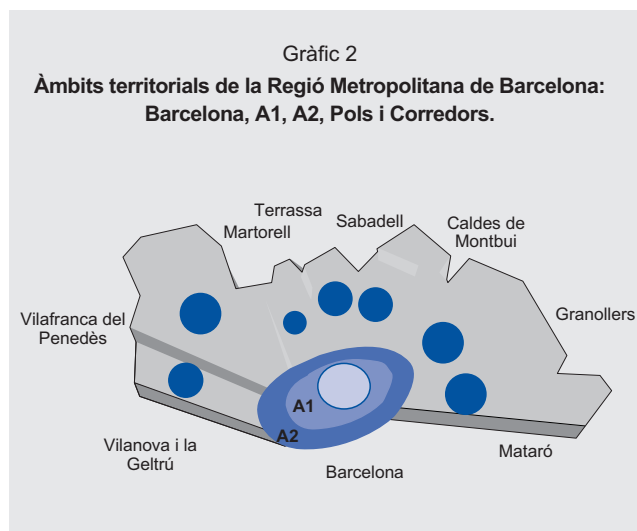 Gràfic 2
Àmbits territorials de la Regió Metropolitana de Barcelona:
Barcelona, A1, A2, Pols i Corredors.
Terrassa
Sabadell
Caldes de
Montbui
Martorell
Vilafranca del
Penedès
Granollers
A1
A2
Vilanova i la
Geltrú
Mataró
Barcelona